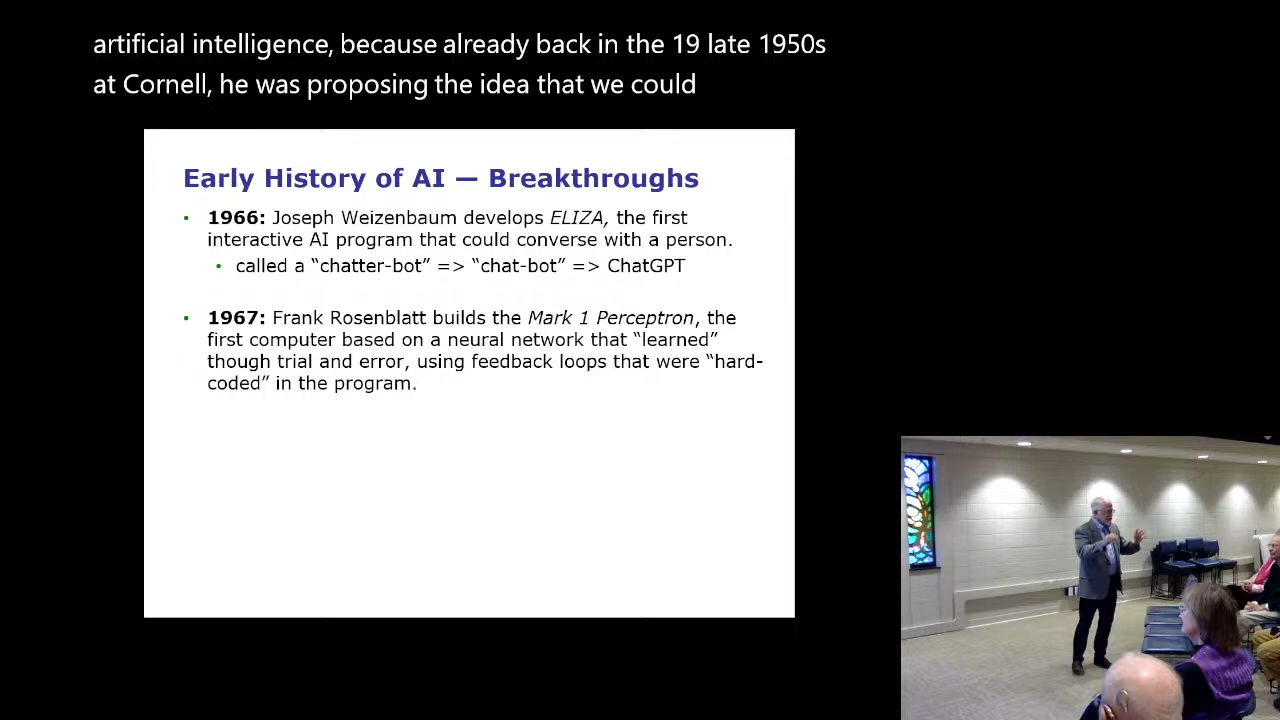 artificial intelligence, because already back in the 19 late 1950s
at Cornell, he was proposing the idea that we could
Early History of AI — Breakthroughs
• 1966: Joseph Weizenbaum develops ELIZA, the first
interactive AI program that could converse with a person.
• called a “chatter-bot” => “chat-bot” => ChatGPT
• 1967: Frank Rosenblatt builds the Mark 1 Perceptron, the
first computer based on a neural network that “learned”
though trial and error, using feedback loops that were “hard-
coded” in the program.